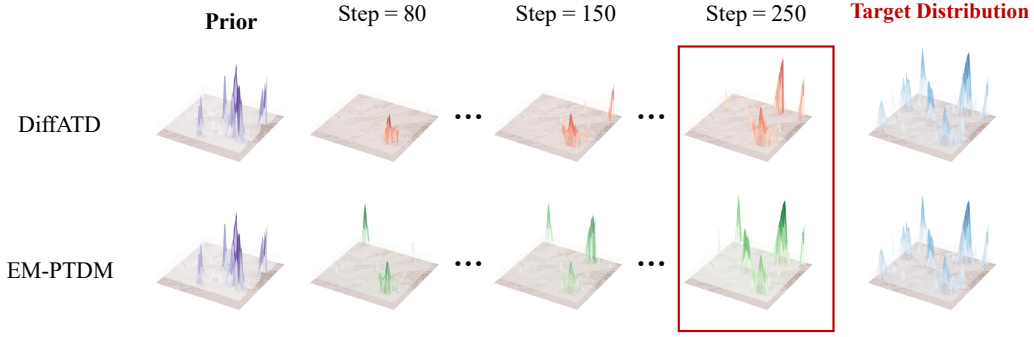 Prior Step = 80 Step = 150 Step = 250 Target Distribution
DiffATD ... ...
EM-PTDM ... ...